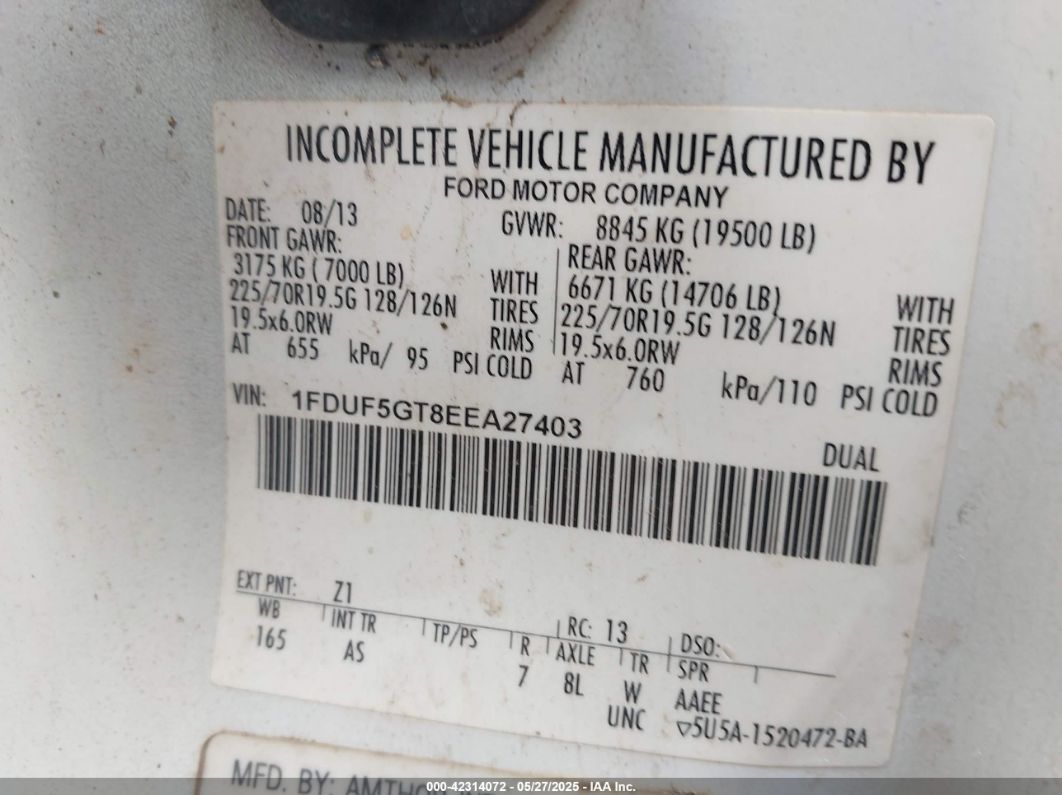 INCOMPLETE VEHICLE MANUFACTURED BY
FORD MOTOR COMPANY
DATE: 08/13
GVWR: 8845 KG (19500 LB)
FRONT GAWR:
3175 KG ( 7000 LB) WITH
225/70R19.5G 128/126N TIRES
19.5x6.0RW RIMS
AT 655 kPa/ 95 PSI COLD
REAR GAWR:
6671 KG (14706 LB) WITH
225/70R19.5G 128/126N TIRES
19.5x6.0RW RIMS
AT 760 kPa/110 PSI COLD
VIN: 1FDUF5GT8EEA27403
DUAL
EXT PNT: Z1 RC: 13 DSO:
WB INT TR TP/PS R AXLE TR SPR
165 AS 7 8L W AAEE
UNC ▽5U5A-1520472-BA
MFD. BY:
000-42314072 - 05/27/2025 - IAA Inc.